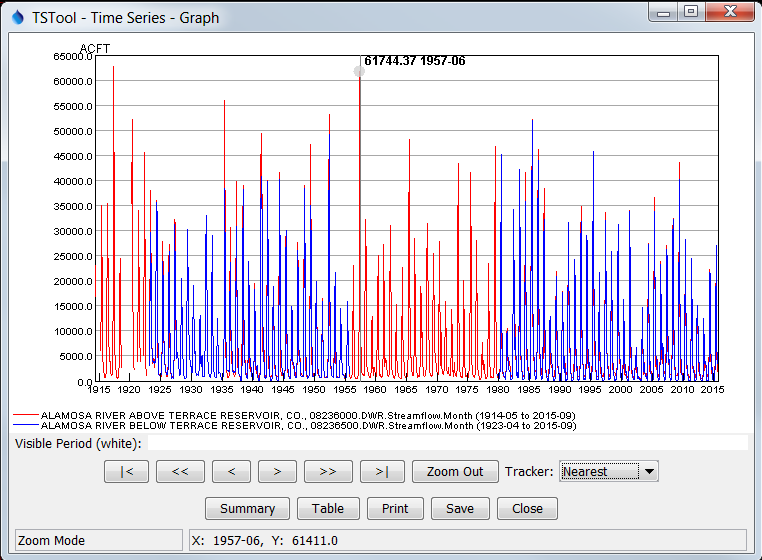 TSTool - Time Series - Graph
ACFT
61744.37 1957-06
65000.0
60000.0
55000.0
50000.0
45000.0
40000.0
35000.0
30000.0
25000.0
20000.0
15000.0
10000.0
5000.0
0.0
1915 1920 1925 1930 1935 1940 1945 1950 1955 1960 1965 1970 1975 1980 1985 1990 1995 2000 2005 2010 2015
ALAMOSA RIVER ABOVE TERRACE RESERVOIR, CO., 08236000.DWR.Streamflow.Month (1914-05 to 2015-09)
ALAMOSA RIVER BELOW TERRACE RESERVOIR, CO., 08236500.DWR.Streamflow.Month (1923-04 to 2015-09)
Visible Period (white):
|< << < > >> >| Zoom Out Tracker: Nearest
Summary Table Print Save Close
Zoom Mode X: 1957-06, Y: 61411.0